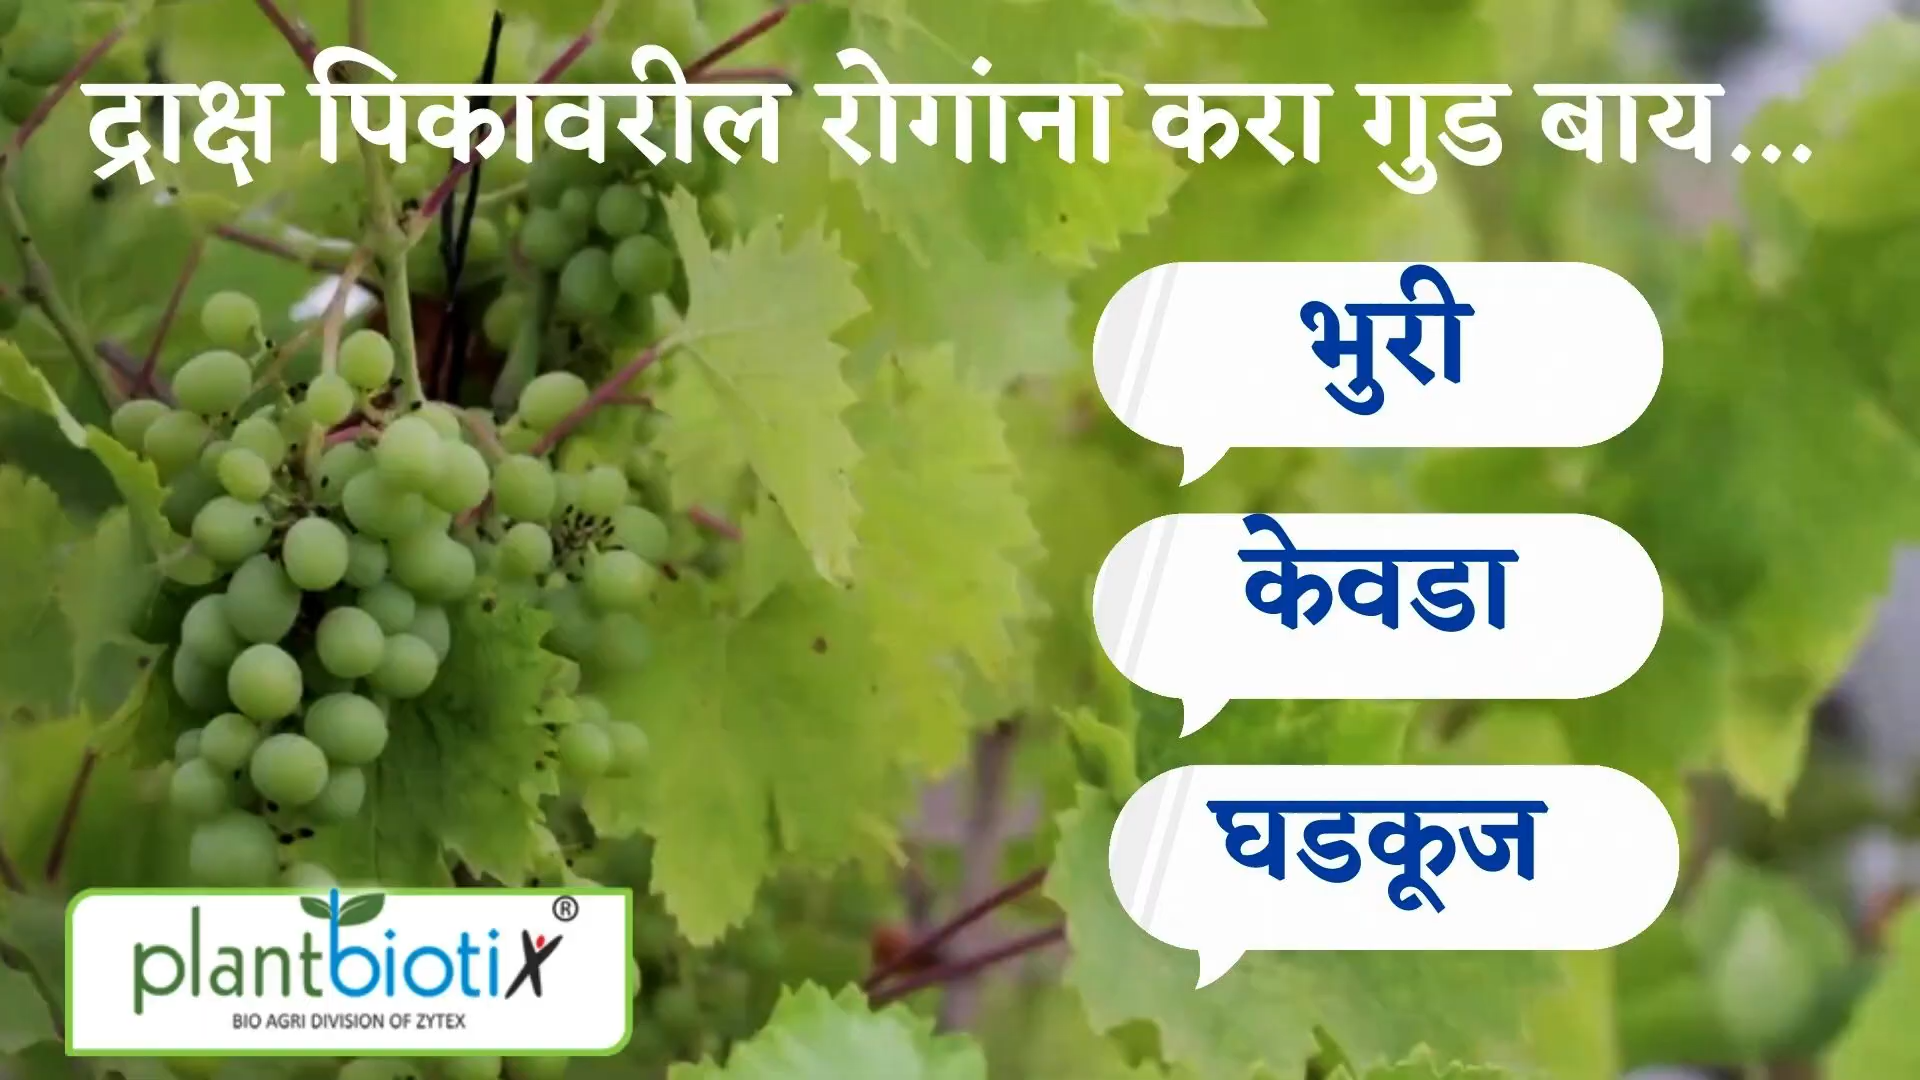 द्राक्ष पिकावरील रोगांना करा गुड बाय...
भुरी
केवडा
घडकूज
plantbiotix®
BIO AGRI DIVISION OF ZYTEX